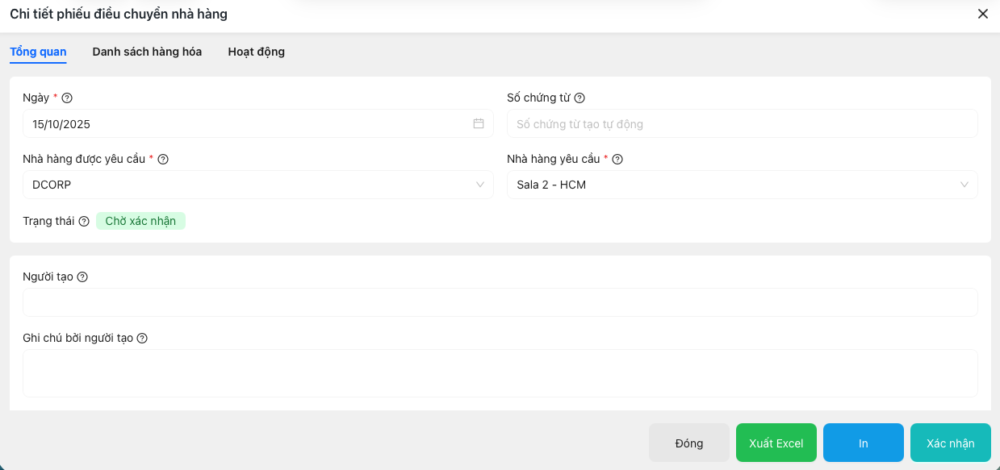 Chi tiết phiếu điều chuyển nhà hàng
Tổng quan Danh sách hàng hóa Hoạt động
Ngày * Số chứng từ
15/10/2025 Số chứng từ tạo tự động
Nhà hàng được yêu cầu * Nhà hàng yêu cầu *
DCORP Sala 2 - HCM
Trạng thái Chờ xác nhận
Người tạo
Ghi chú bởi người tạo
Đóng Xuất Excel In Xác nhận